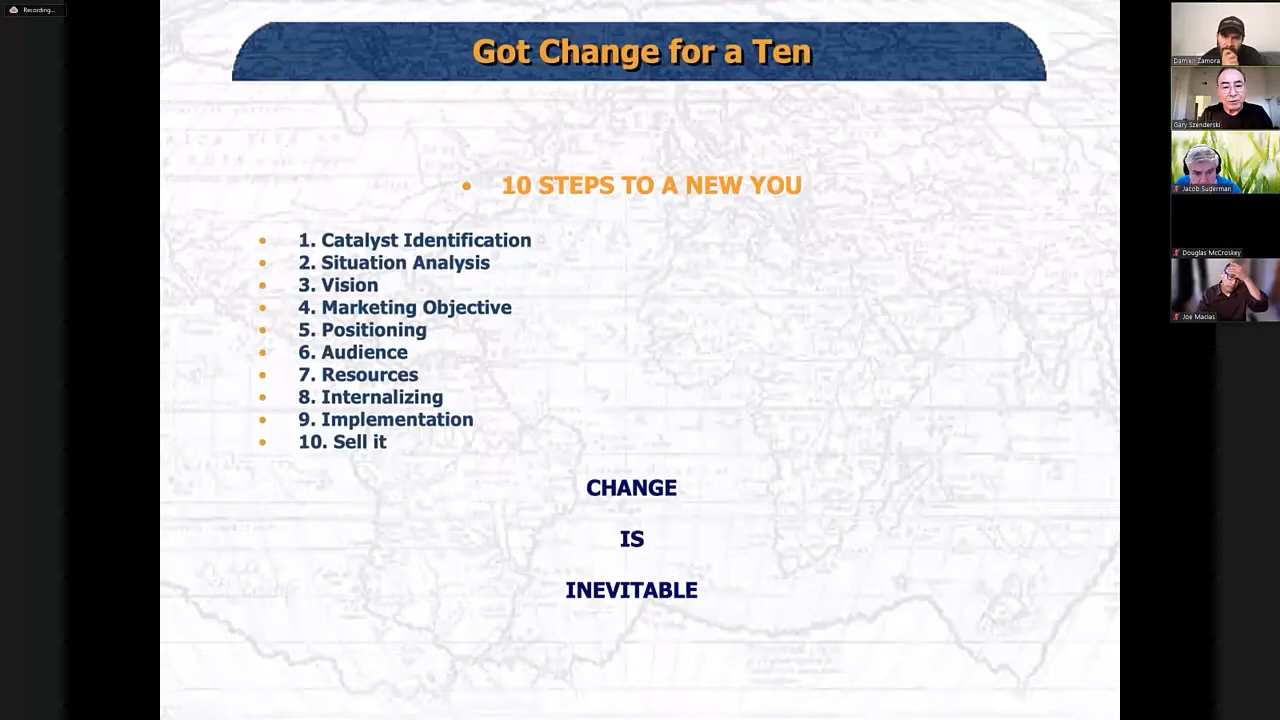 Recording...
Got Change for a Ten
• 10 STEPS TO A NEW YOU
• 1. Catalyst Identification
• 2. Situation Analysis
• 3. Vision
• 4. Marketing Objective
• 5. Positioning
• 6. Audience
• 7. Resources
• 8. Internalizing
• 9. Implementation
• 10. Sell it
CHANGE
IS
INEVITABLE
Damien Zamora
Gary Szenderski
Jacob Suderman
Douglas McCroskey
Joe Macias